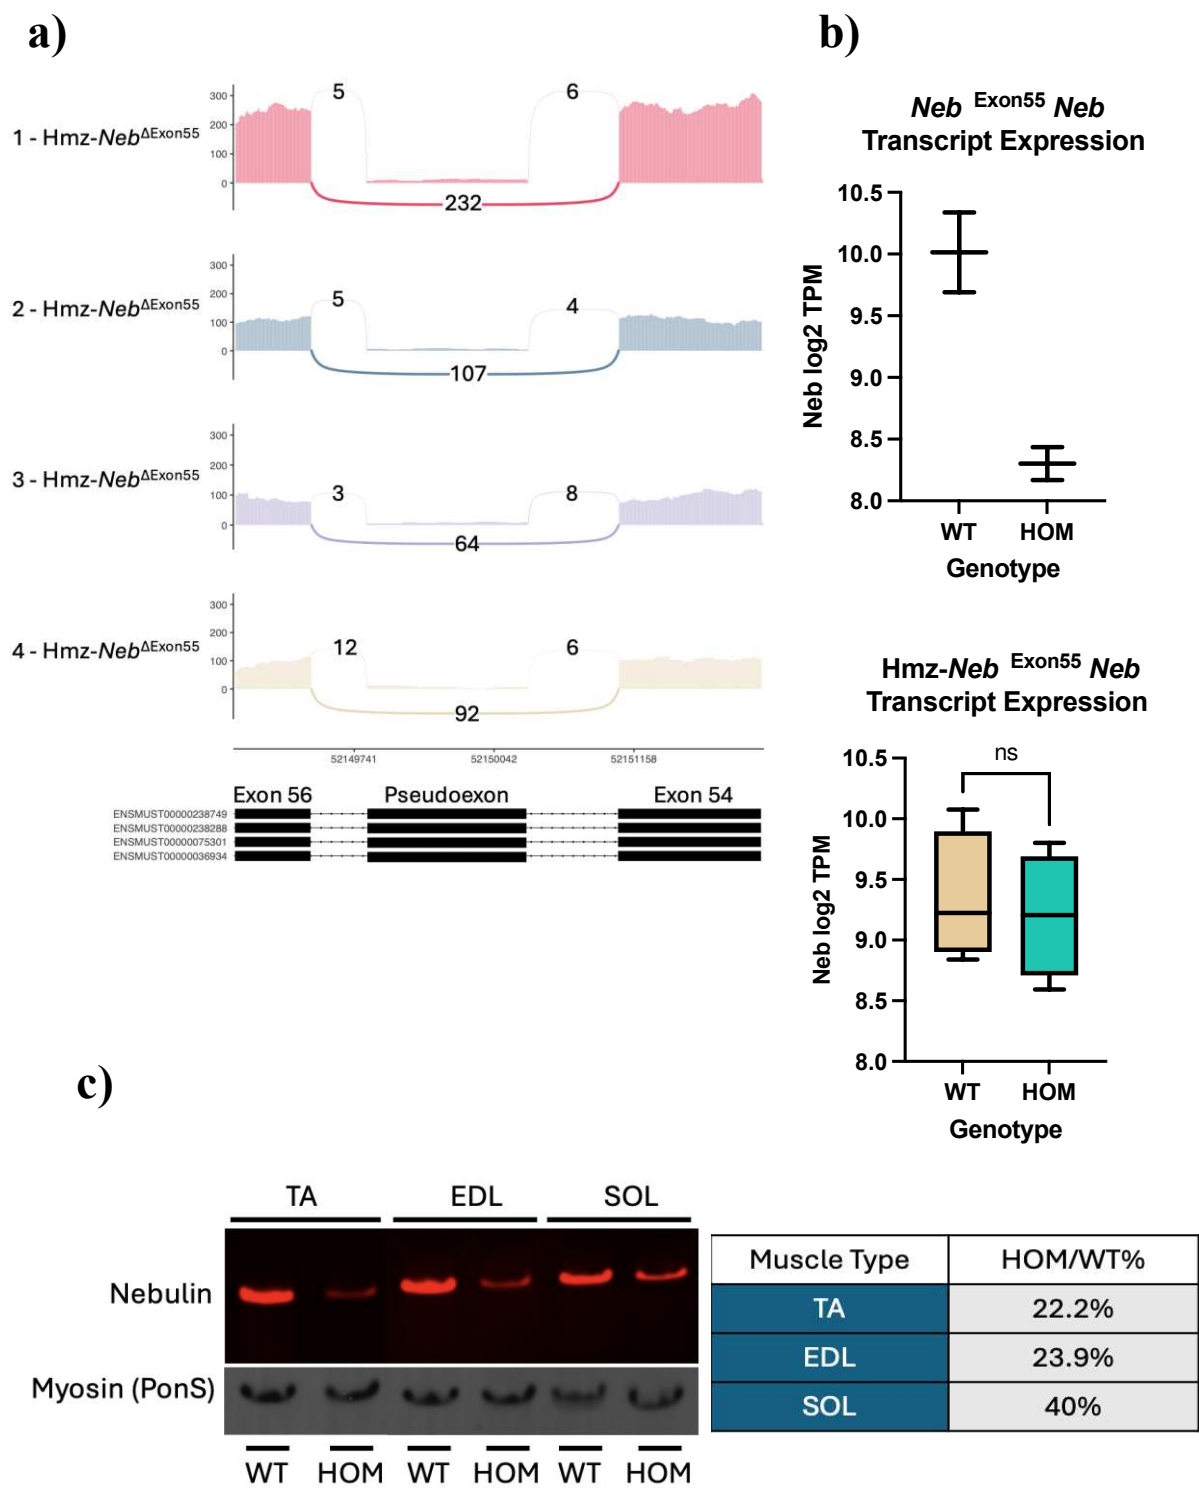 a)
1 - Hmz-Neb^ΔExon55
300
200
100
0
5
6
232
2 - Hmz-Neb^ΔExon55
300
200
100
0
5
4
107
3 - Hmz-Neb^ΔExon55
300
200
100
0
3
8
64
4 - Hmz-Neb^ΔExon55
300
200
100
0
12
6
92
52149741 52150042 52151158
Exon 56 Pseudoexon Exon 54
ENSMUST00000238749
ENSMUST00000238288
ENSMUST00000075301
ENSMUST00000036934
b)
Neb ^Exon55 Neb
Transcript Expression
Neb log2 TPM
10.5
10.0
9.5
9.0
8.5
8.0
WT HOM
Genotype
Hmz-Neb ^Exon55 Neb
Transcript Expression
Neb log2 TPM
10.5
10.0
9.5
9.0
8.5
8.0
ns
WT HOM
Genotype
c)
TA EDL SOL
Nebulin
Myosin (PonS)
WT HOM WT HOM WT HOM
Muscle Type HOM/WT%
TA 22.2%
EDL 23.9%
SOL 40%